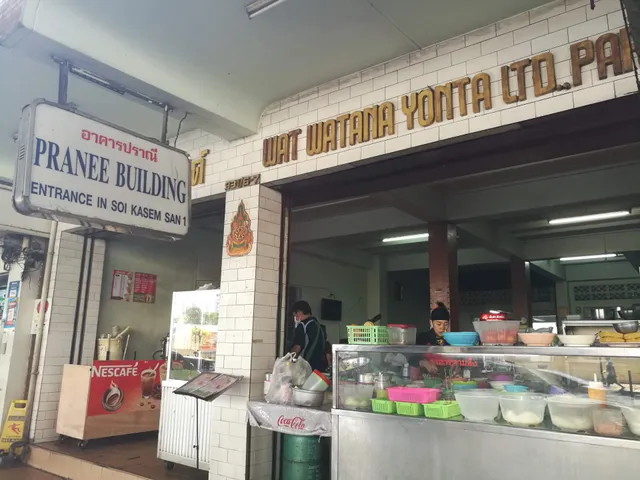 อาคารปราณี
PRANEE BUILDING
ENTRANCE IN SOI KASEM SAN 1
WAT WATANA YONTA LTD., PA
NESCAFÉ
Coca-Cola